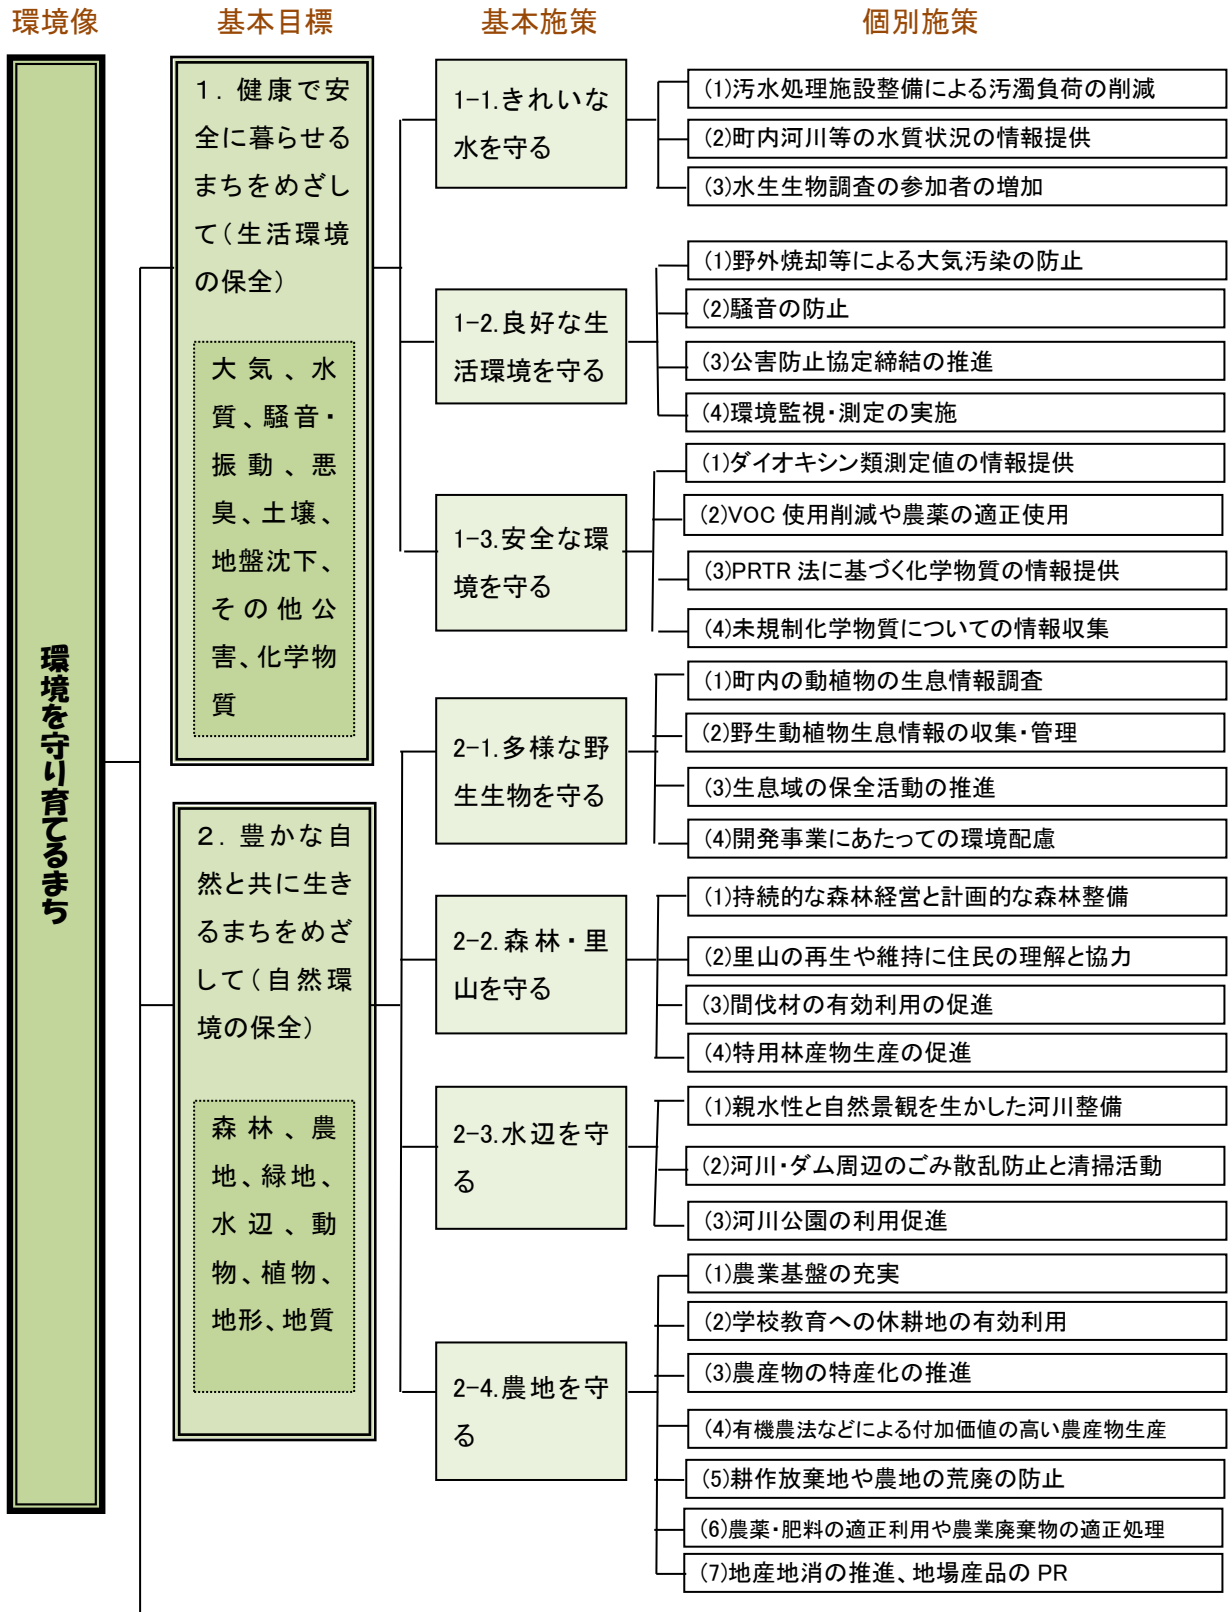 環境像
基本目標
基本施策
個別施策
環境を守り育てるまち
1. 健康で安
全に暮らせる
まちをめざし
て(生活環境
の保全)
大気、水
質、騒音・
振動、悪
臭、土壌、
地盤沈下、
その他公
害、化学物
質
1-1.きれいな
水を守る
(1)汚水処理施設整備による汚濁負荷の削減
(2)町内河川等の水質状況の情報提供
(3)水生生物調査の参加者の増加
1-2.良好な生
活環境を守る
(1)野外焼却等による大気汚染の防止
(2)騒音の防止
(3)公害防止協定締結の推進
(4)環境監視・測定の実施
1-3.安全な環
境を守る
(1)ダイオキシン類測定値の情報提供
(2)VOC 使用削減や農薬の適正使用
(3)PRTR 法に基づく化学物質の情報提供
(4)未規制化学物質についての情報収集
2. 豊かな自
然と共に生き
るまちをめざ
して(自然環
境の保全)
森林、農
地、緑地、
水辺、動
物、植物、
地形、地質
2-1.多様な野
生生物を守る
(1)町内の動植物の生息情報調査
(2)野生動植物生息情報の収集・管理
(3)生息域の保全活動の推進
(4)開発事業にあたっての環境配慮
2-2.森林・里
山を守る
(1)持続的な森林経営と計画的な森林整備
(2)里山の再生や維持に住民の理解と協力
(3)間伐材の有効利用の促進
(4)特用林産物生産の促進
2-3.水辺を守
る
(1)親水性と自然景観を生かした河川整備
(2)河川・ダム周辺のごみ散乱防止と清掃活動
(3)河川公園の利用促進
2-4.農地を守
る
(1)農業基盤の充実
(2)学校教育への休耕地の有効利用
(3)農産物の特産化の推進
(4)有機農法などによる付加価値の高い農産物生産
(5)耕作放棄地や農地の荒廃の防止
(6)農薬・肥料の適正利用や農業廃棄物の適正処理
(7)地産地消の推進、地場産品の PR